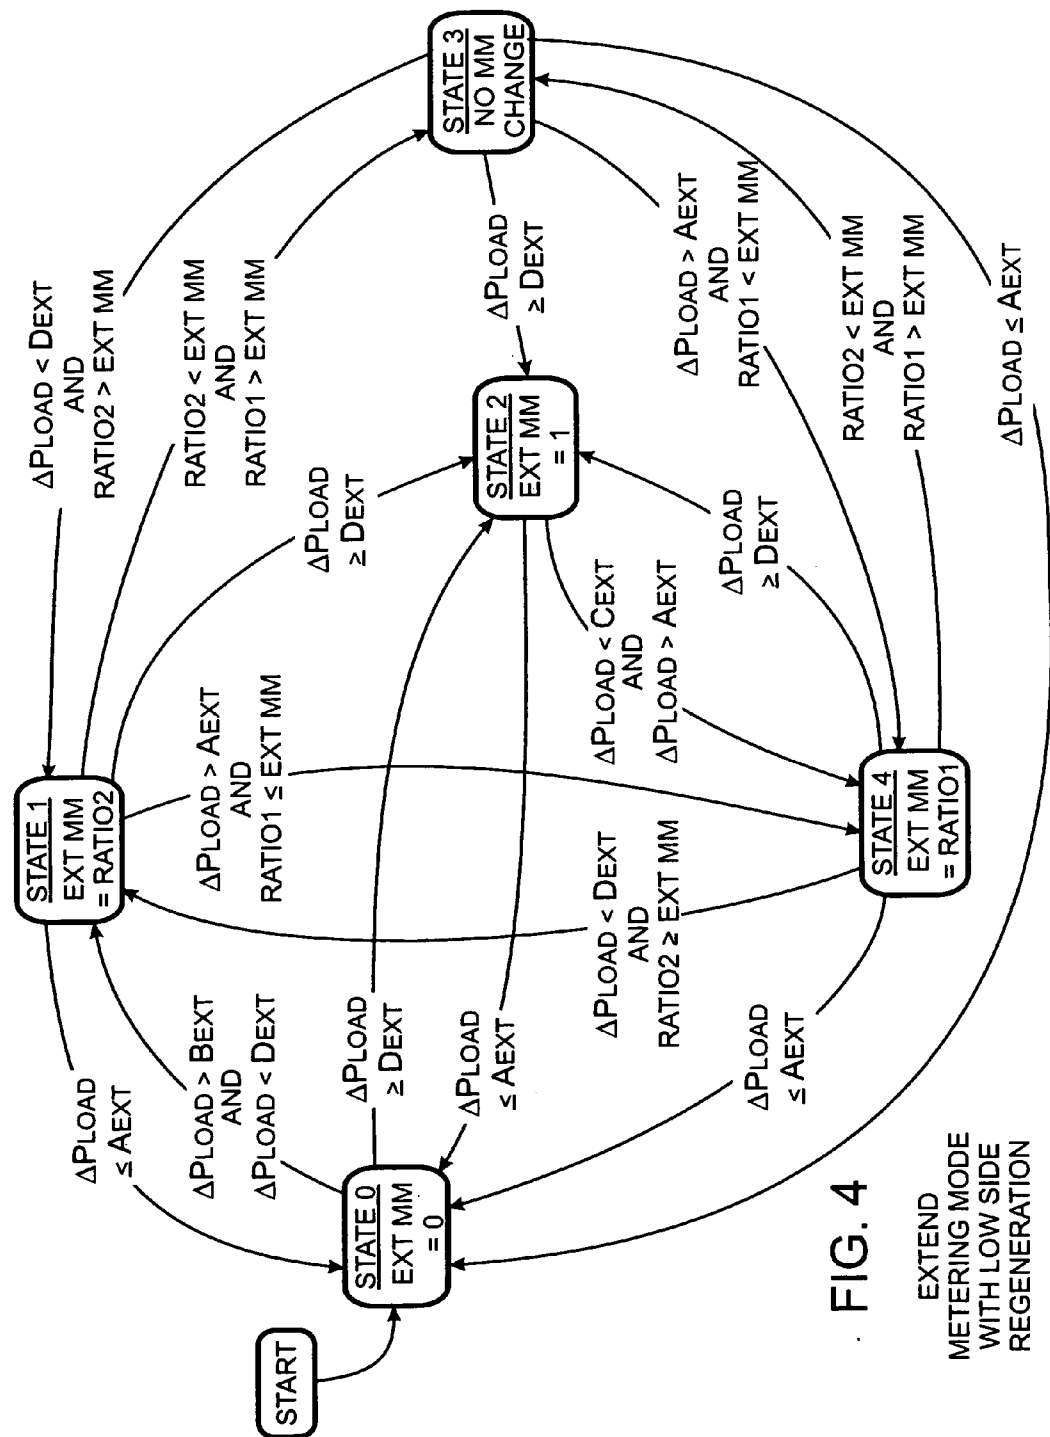 START
STATE 0
EXT MM
= 0
STATE 1
EXT MM
= RATIO2
STATE 2
EXT MM
= 1
STATE 3
NO MM
CHANGE
STATE 4
EXT MM
= RATIO1
ΔPLOAD
≤ AEXT
ΔPLOAD > BEXT
AND
ΔPLOAD < DEXT
ΔPLOAD
≥ DEXT
ΔPLOAD
≤ AEXT
ΔPLOAD
≤ AEXT
ΔPLOAD < DEXT
AND
RATIO2 ≥ EXT MM
ΔPLOAD > AEXT
AND
RATIO1 ≤ EXT MM
ΔPLOAD < CEXT
AND
ΔPLOAD > AEXT
ΔPLOAD
≥ DEXT
ΔPLOAD
≥ DEXT
ΔPLOAD < DEXT
AND
RATIO2 > EXT MM
RATIO2 < EXT MM
AND
RATIO1 > EXT MM
ΔPLOAD
≥ DEXT
ΔPLOAD > AEXT
AND
RATIO1 < EXT MM
RATIO2 < EXT MM
AND
RATIO1 > EXT MM
ΔPLOAD ≤ AEXT
FIG. 4
EXTEND
METERING MODE
WITH LOW SIDE
REGENERATION